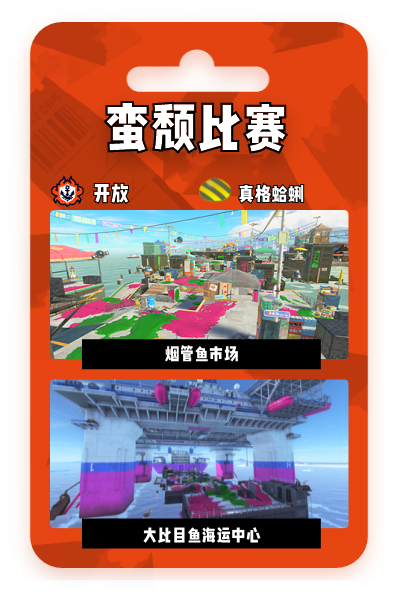 蛮颓比赛
开放
真格蛤蜊
烟管鱼市场
大比目鱼海运中心